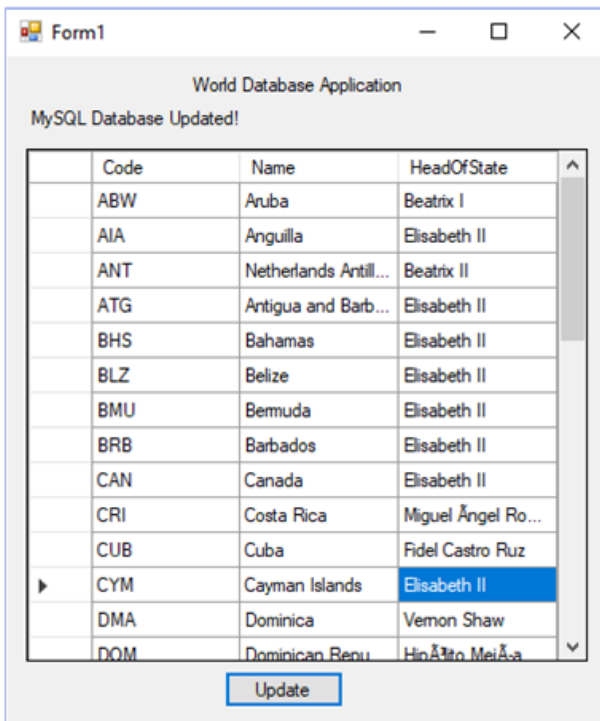 Form1
World Database Application
MySQL Database Updated!
Code Name HeadOfState
ABW Aruba Beatrix I
AIA Anguilla Elisabeth II
ANT Netherlands Antill... Beatrix II
ATG Antigua and Barb... Elisabeth II
BHS Bahamas Elisabeth II
BLZ Belize Elisabeth II
BMU Bermuda Elisabeth II
BRB Barbados Elisabeth II
CAN Canada Elisabeth II
CRI Costa Rica Miguel Ãngel Ro...
CUB Cuba Fidel Castro Ruz
CYM Cayman Islands Elisabeth II
DMA Dominica Vernon Shaw
DOM Dominican Repu
Update